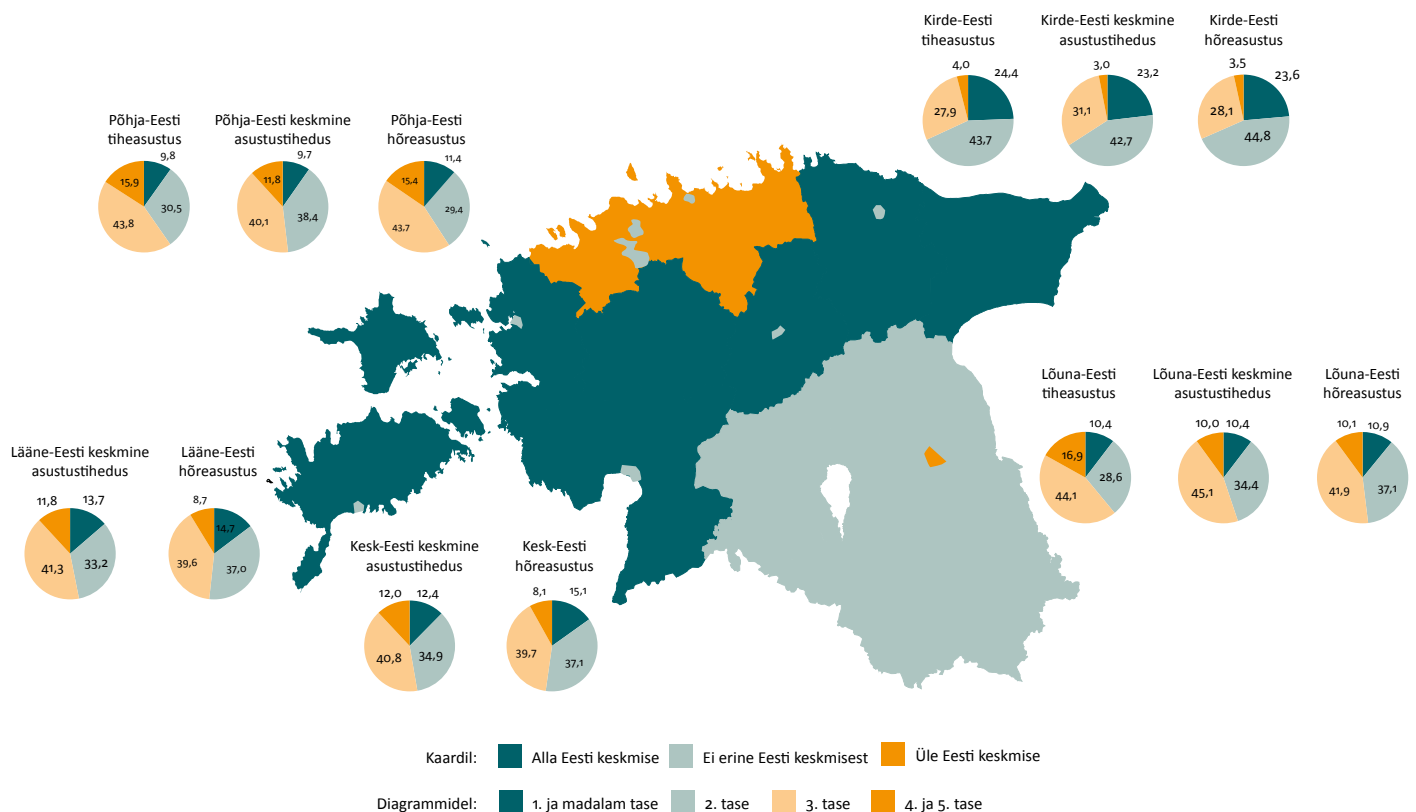 Kirde-Eesti
tiheasustus
4,0
24,4
27,9
43,7
Kirde-Eesti keskmine
asustustihedus
3,0
23,2
31,1
42,7
Kirde-Eesti
hõreasustus
3,5
23,6
28,1
44,8
Põhja-Eesti
tiheasustus
9,8
15,9
30,5
43,8
Põhja-Eesti keskmine
asustustihedus
9,7
11,8
38,4
40,1
Põhja-Eesti
hõreasustus
11,4
15,4
29,4
43,7
Lõuna-Eesti
tiheasustus
10,4
16,9
28,6
44,1
Lõuna-Eesti keskmine
asustustihedus
10,0 10,4
34,4
45,1
Lõuna-Eesti
hõreasustus
10,1 10,9
37,1
41,9
Lääne-Eesti keskmine
asustustihedus
11,8 13,7
33,2
41,3
Lääne-Eesti
hõreasustus
8,7
14,7
39,6
37,0
Kesk-Eesti keskmine
asustustihedus
12,0 12,4
40,8
34,9
Kesk-Eesti
hõreasustus
8,1 15,1
39,7
37,1
Kaardil: Alla Eesti keskmise Ei erine Eesti keskmisest Üle Eesti keskmise
Diagrammidel: 1. ja madalam tase 2. tase 3. tase 4. ja 5. tase